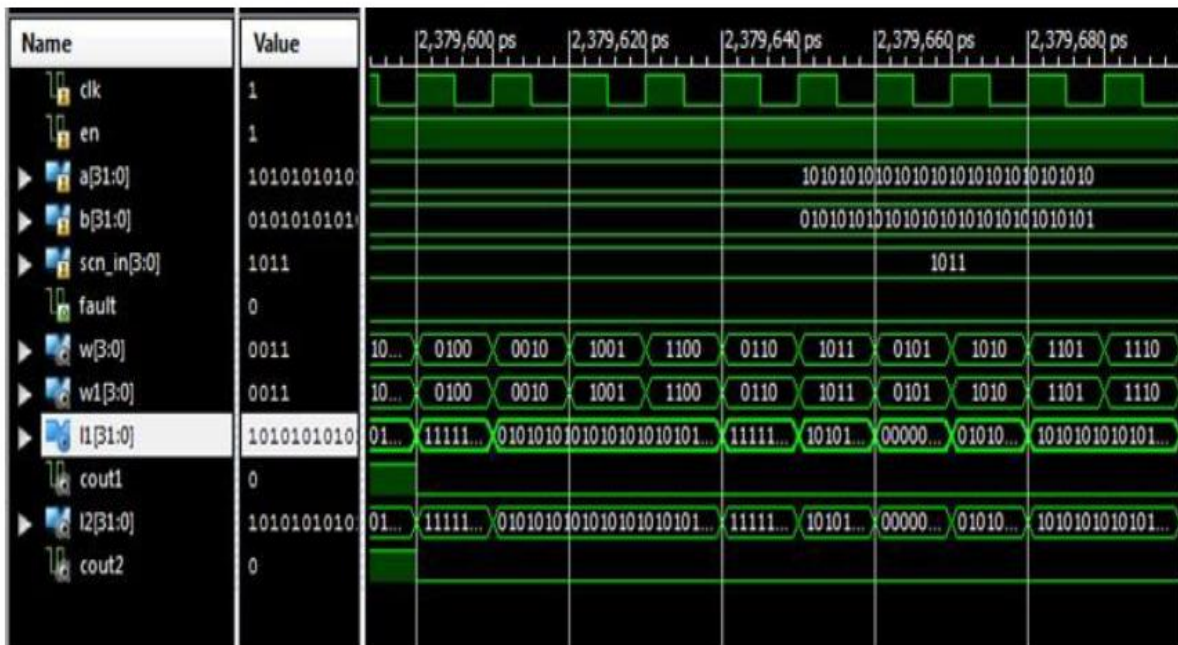 Name Value 2,379,600 ps 2,379,620 ps 2,379,640 ps 2,379,660 ps 2,379,680 ps
clk 1
en 1
a[31:0] 10101010101 10101010101010101010101010101010
b[31:0] 01010101010 01010101010101010101010101010101
scn_in[3:0] 1011 1011
fault 0
w[3:0] 0011 10... 0100 0010 1001 1100 0110 1011 0101 1010 1101 1110
w1[3:0] 0011 10... 0100 0010 1001 1100 0110 1011 0101 1010 1101 1110
l1[31:0] 1010101010 01... 11111... 010101010101010101010101... 11111... 10101... 00000... 01010... 1010101010101...
cout1 0
l2[31:0] 1010101010 01... 11111... 010101010101010101010101... 11111... 10101... 00000... 01010... 1010101010101...
cout2 0